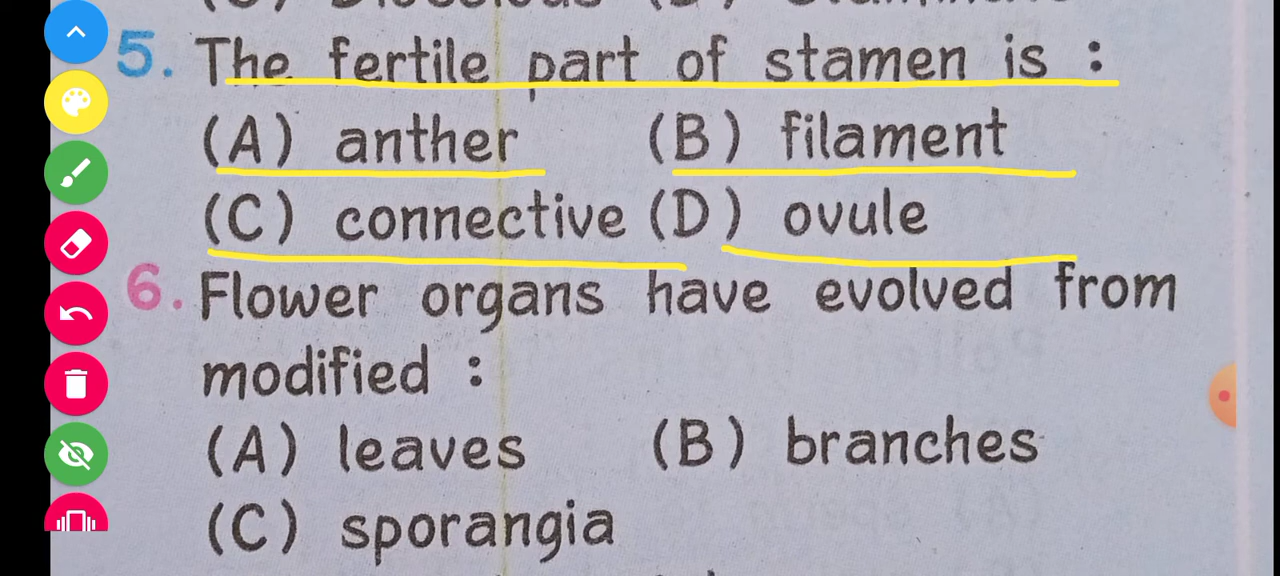 5. The fertile part of stamen is :
(A) anther (B) filament
(C) connective (D) ovule
6. Flower organs have evolved from
modified :
(A) leaves (B) branches
(C) sporangia